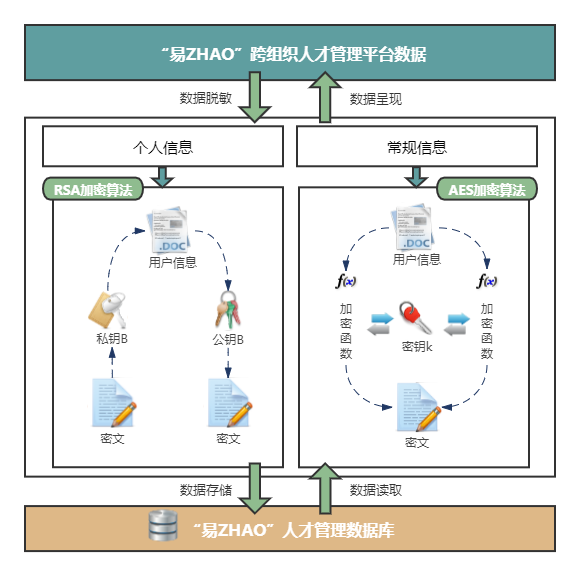 “易ZHAO”跨组织人才管理平台数据
数据脱敏
数据呈现
个人信息
常规信息
RSA加密算法
AES加密算法
.DOC
用户信息
.DOC
用户信息
f(x)
f(x)
私钥B
公钥B
加密函数
密钥k
加密函数
密文
密文
密文
数据存储
数据读取
“易ZHAO”人才管理数据库